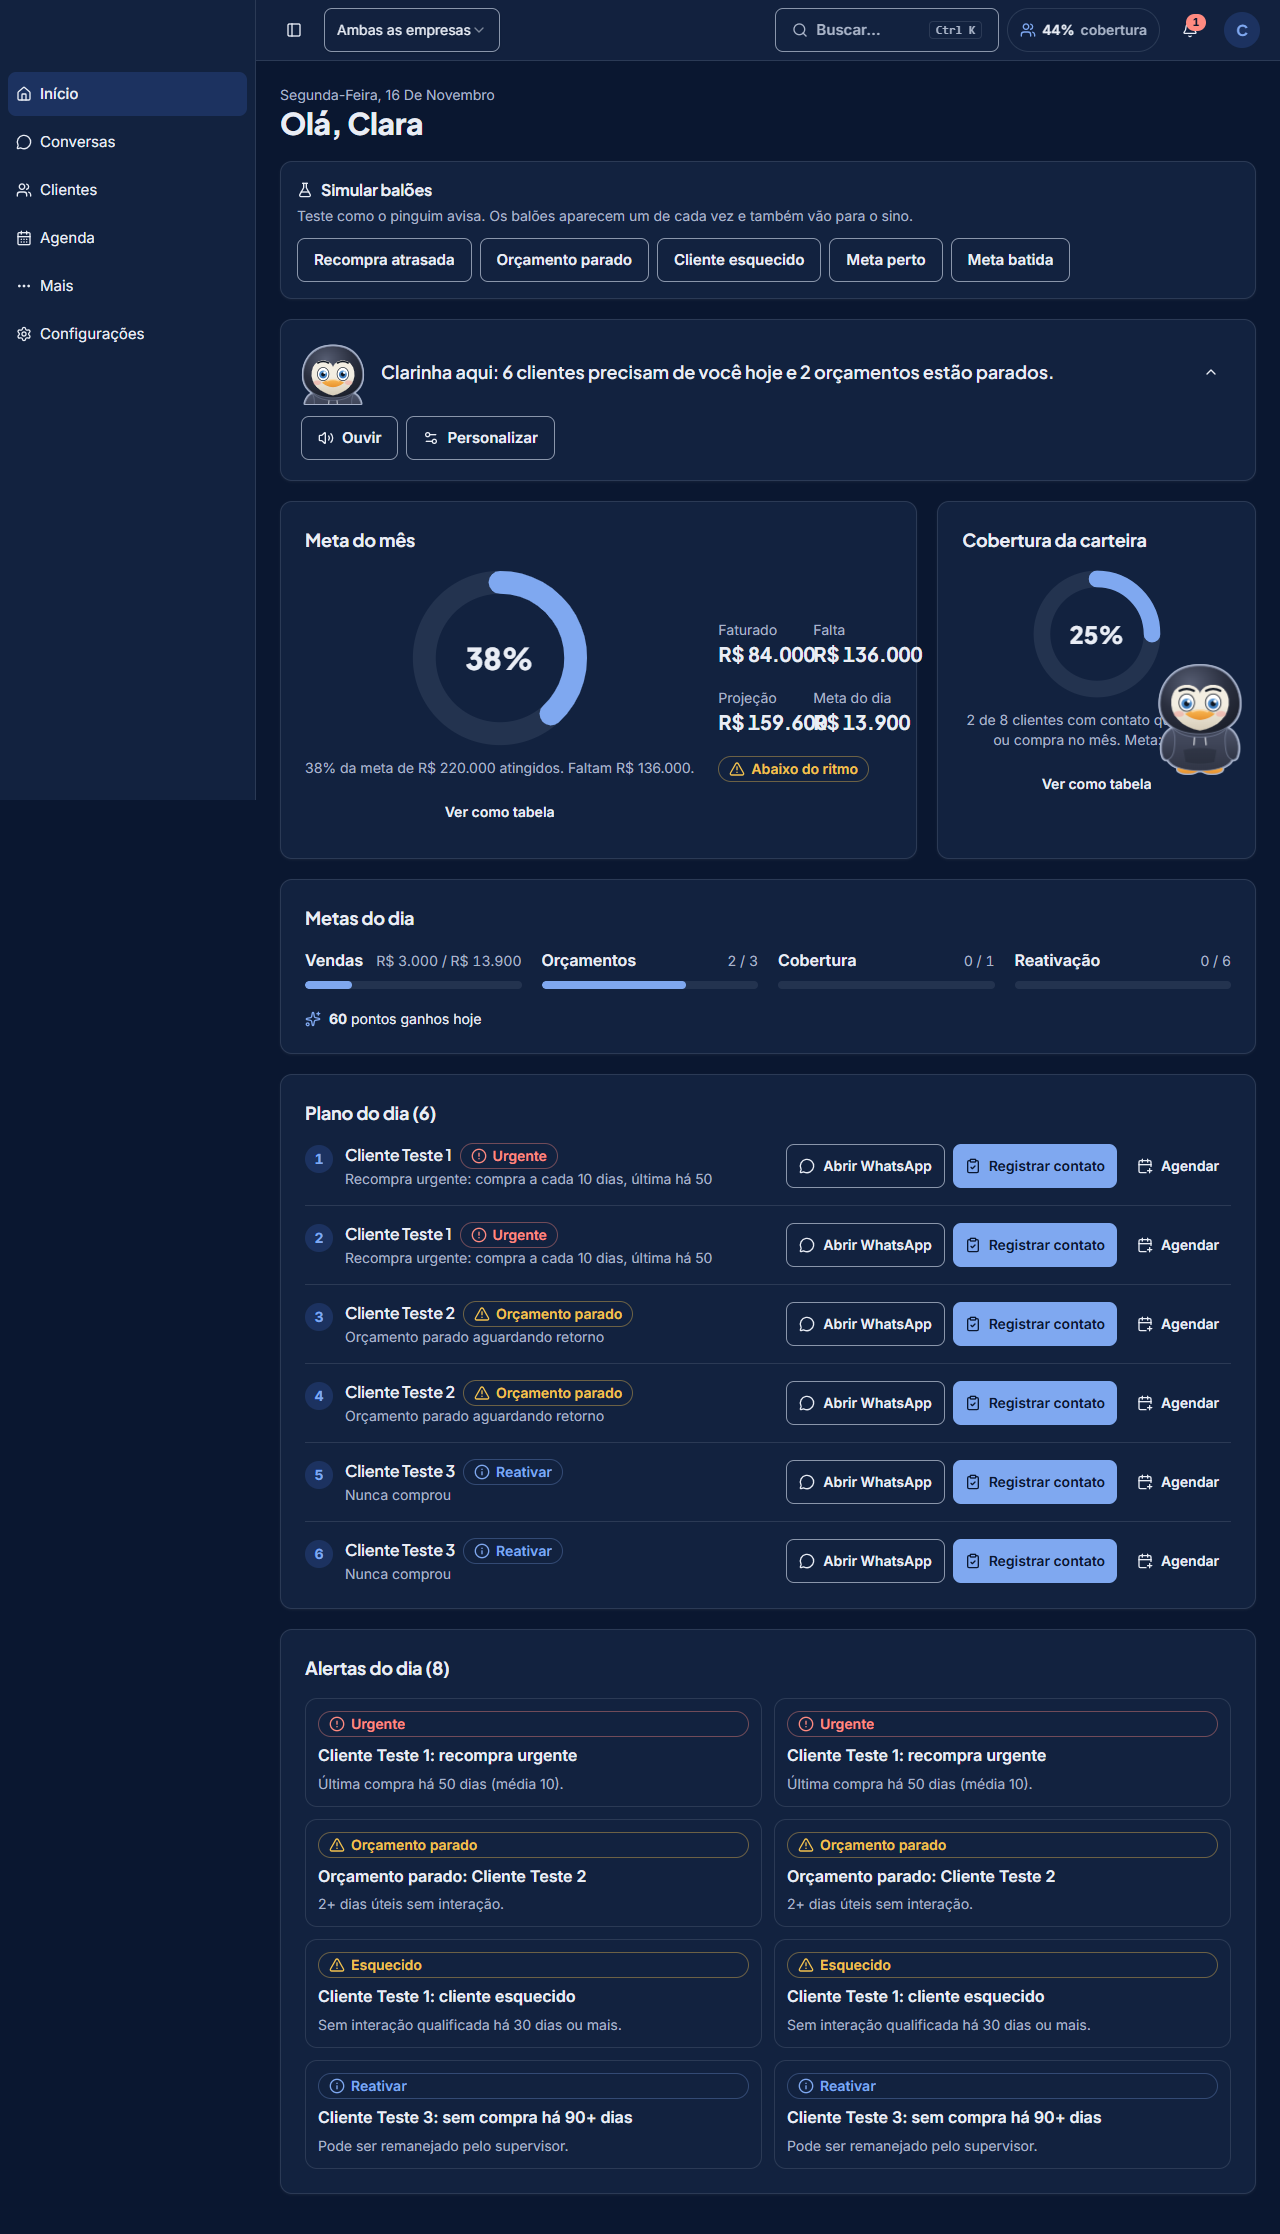 Ambas as empresas
Buscar...
Ctrl K
44% cobertura
1
C
Início
Conversas
Clientes
Agenda
Mais
Configurações
Segunda-Feira, 16 De Novembro
Olá, Clara
Simular balões
Teste como o pinguim avisa. Os balões aparecem um de cada vez e também vão para o sino.
Recompra atrasada
Orçamento parado
Cliente esquecido
Meta perto
Meta batida
Clarinha aqui: 6 clientes precisam de você hoje e 2 orçamentos estão parados.
Ouvir
Personalizar
Meta do mês
38%
38% da meta de R$ 220.000 atingidos. Faltam R$ 136.000.
Ver como tabela
Faturado
R$ 84.000
Falta
R$ 136.000
Projeção
R$ 159.600
Meta do dia
R$ 13.900
Abaixo do ritmo
Cobertura da carteira
25%
2 de 8 clientes com contato
ou compra no mês. Meta:
Ver como tabela
Metas do dia
Vendas R$ 3.000 / R$ 13.900
Orçamentos 2 / 3
Cobertura 0 / 1
Reativação 0 / 6
60 pontos ganhos hoje
Plano do dia (6)
1 Cliente Teste 1 Urgente
Recompra urgente: compra a cada 10 dias, última há 50
Abrir WhatsApp Registrar contato Agendar
2 Cliente Teste 1 Urgente
Recompra urgente: compra a cada 10 dias, última há 50
Abrir WhatsApp Registrar contato Agendar
3 Cliente Teste 2 Orçamento parado
Orçamento parado aguardando retorno
Abrir WhatsApp Registrar contato Agendar
4 Cliente Teste 2 Orçamento parado
Orçamento parado aguardando retorno
Abrir WhatsApp Registrar contato Agendar
5 Cliente Teste 3 Reativar
Nunca comprou
Abrir WhatsApp Registrar contato Agendar
6 Cliente Teste 3 Reativar
Nunca comprou
Abrir WhatsApp Registrar contato Agendar
Alertas do dia (8)
Urgente
Cliente Teste 1: recompra urgente
Última compra há 50 dias (média 10).
Urgente
Cliente Teste 1: recompra urgente
Última compra há 50 dias (média 10).
Orçamento parado
Orçamento parado: Cliente Teste 2
2+ dias úteis sem interação.
Orçamento parado
Orçamento parado: Cliente Teste 2
2+ dias úteis sem interação.
Esquecido
Cliente Teste 1: cliente esquecido
Sem interação qualificada há 30 dias ou mais.
Esquecido
Cliente Teste 1: cliente esquecido
Sem interação qualificada há 30 dias ou mais.
Reativar
Cliente Teste 3: sem compra há 90+ dias
Pode ser remanejado pelo supervisor.
Reativar
Cliente Teste 3: sem compra há 90+ dias
Pode ser remanejado pelo supervisor.